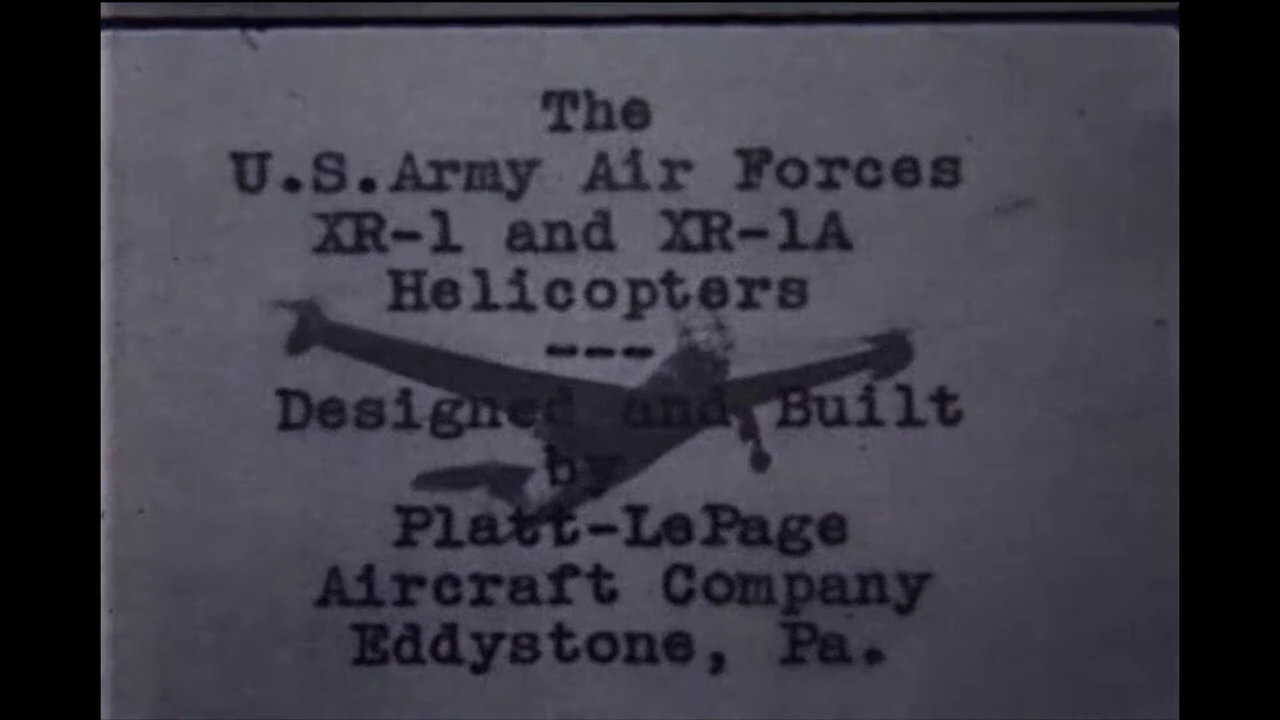 The
U.S.Army Air Forces
XR-1 and XR-1A
Helicopters
---
Designed and Built
by
Platt-LePage
Aircraft Company
Eddystone, Pa.